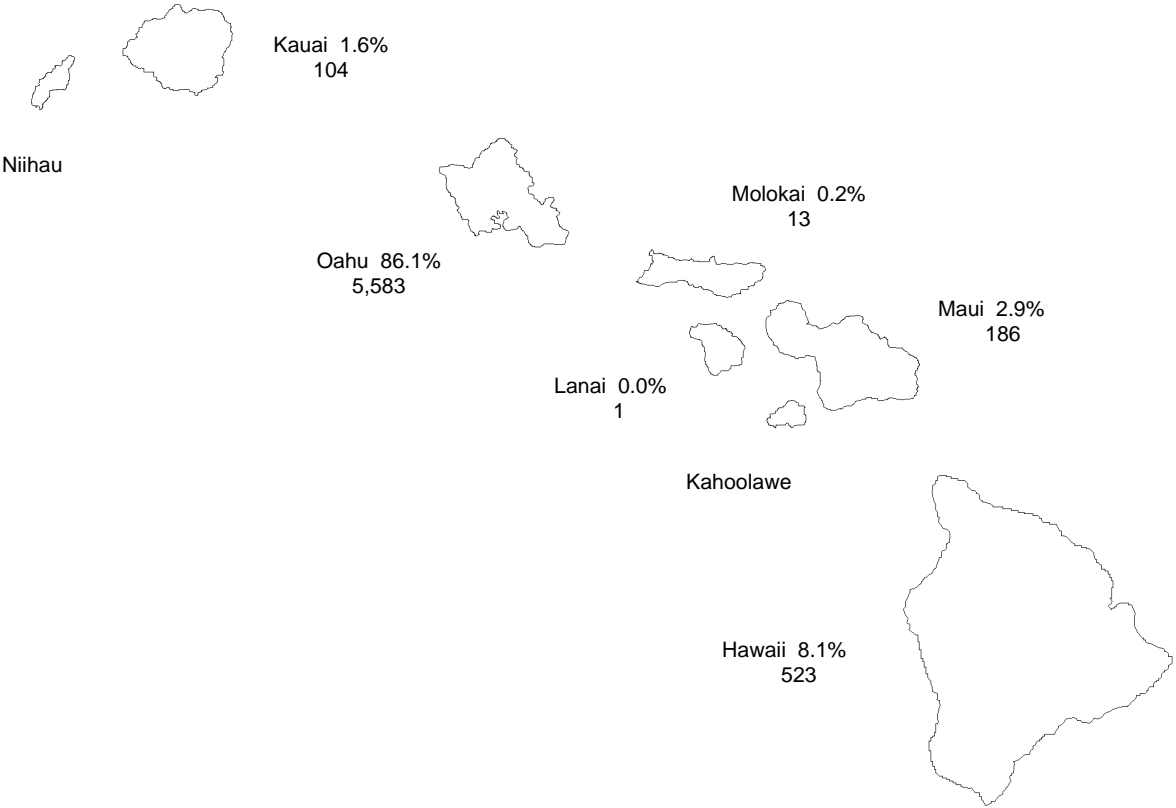 Kauai 1.6%
104
Niihau
Molokai 0.2%
13
Oahu 86.1%
5,583
Maui 2.9%
186
Lanai 0.0%
1
Kahoolawe
Hawaii 8.1%
523